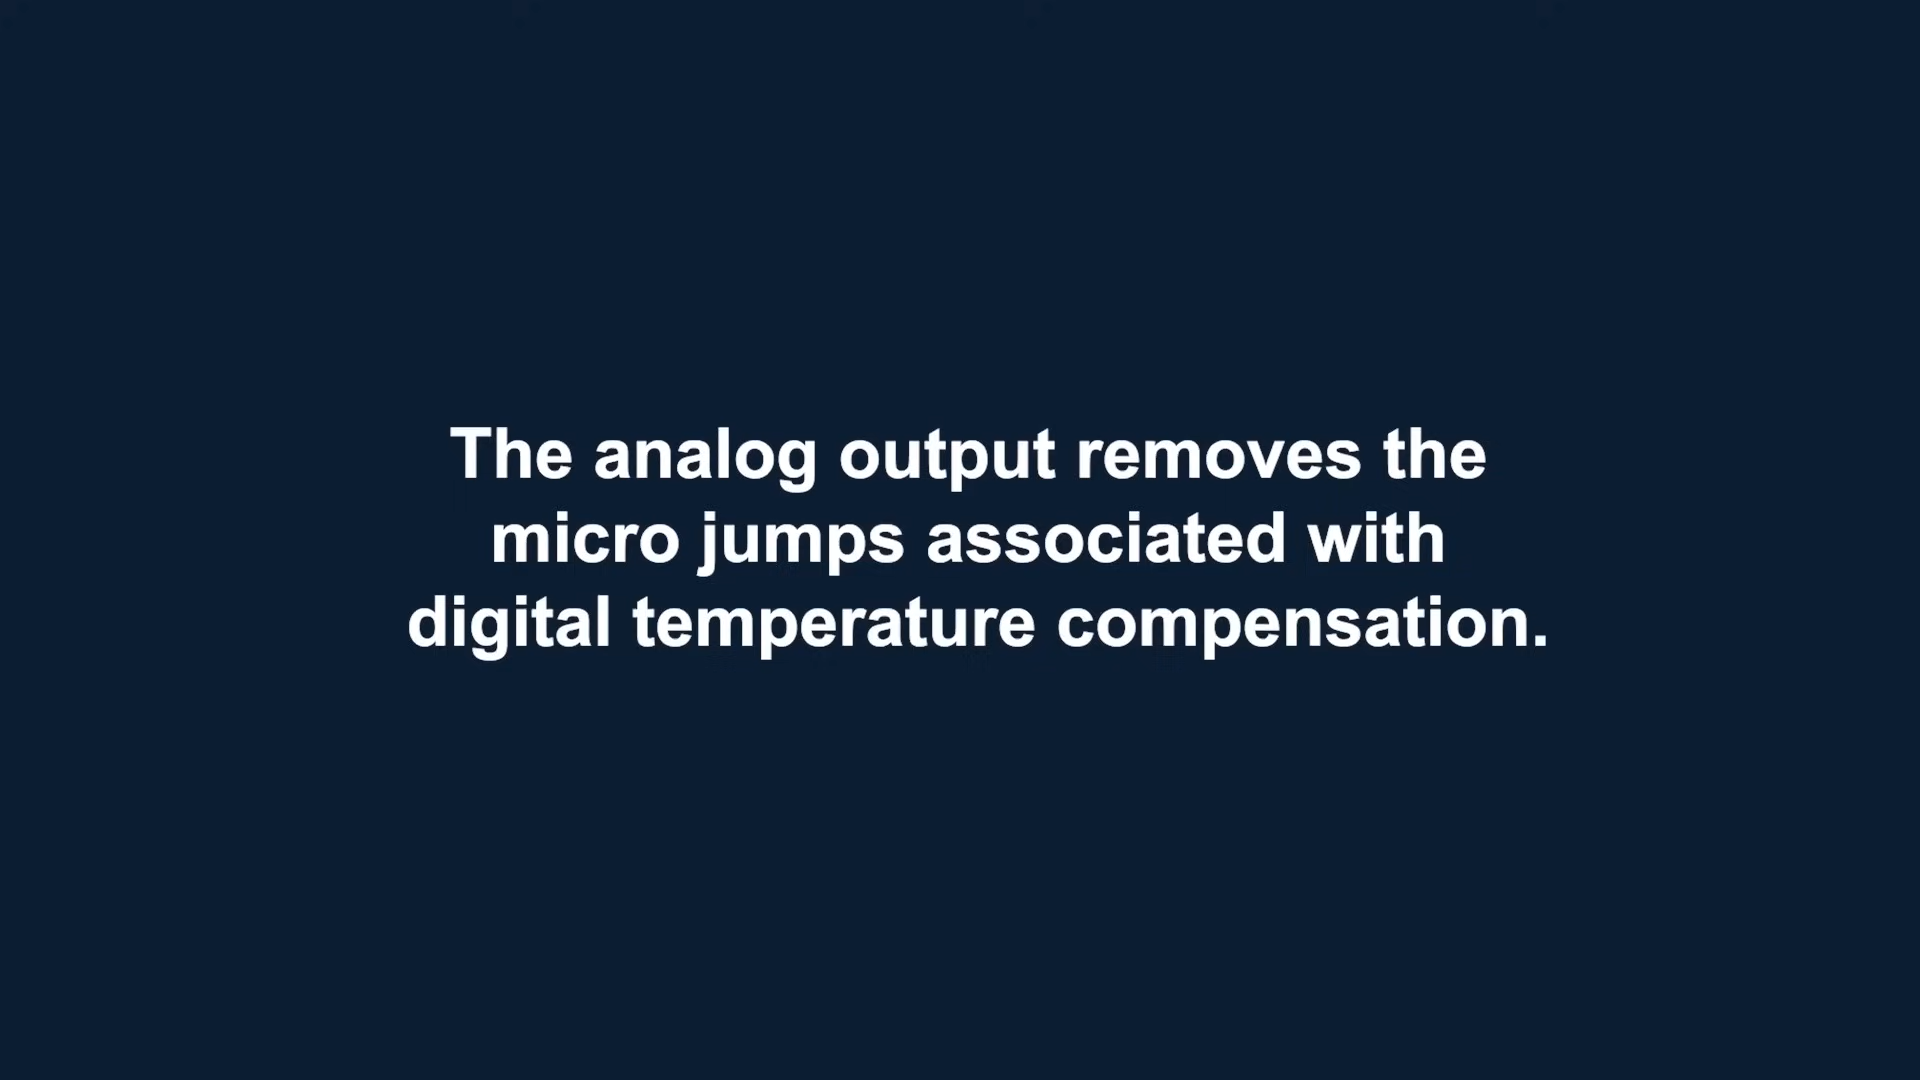 The analog output removes the
micro jumps associated with
digital temperature compensation.